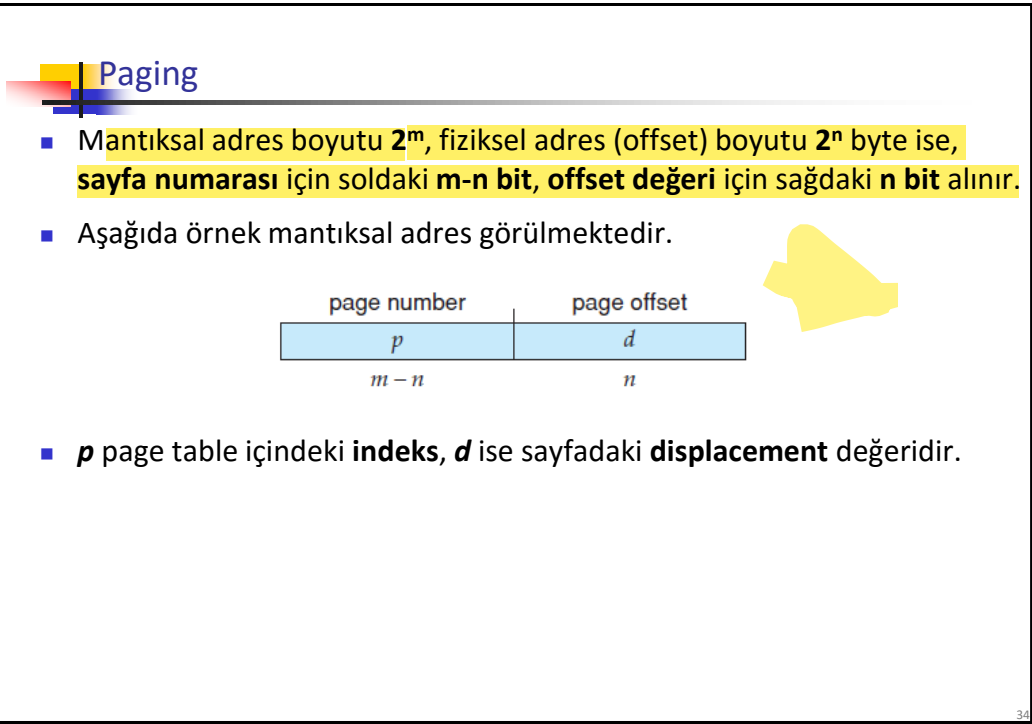 Paging
Mantıksal adres boyutu 2ᵐ, fiziksel adres (offset) boyutu 2ⁿ byte ise,
sayfa numarası için soldaki m-n bit, offset değeri için sağdaki n bit alınır.
Aşağıda örnek mantıksal adres görülmektedir.
page number page offset
p d
m – n n
p page table içindeki indeks, d ise sayfadaki displacement değeridir.
34